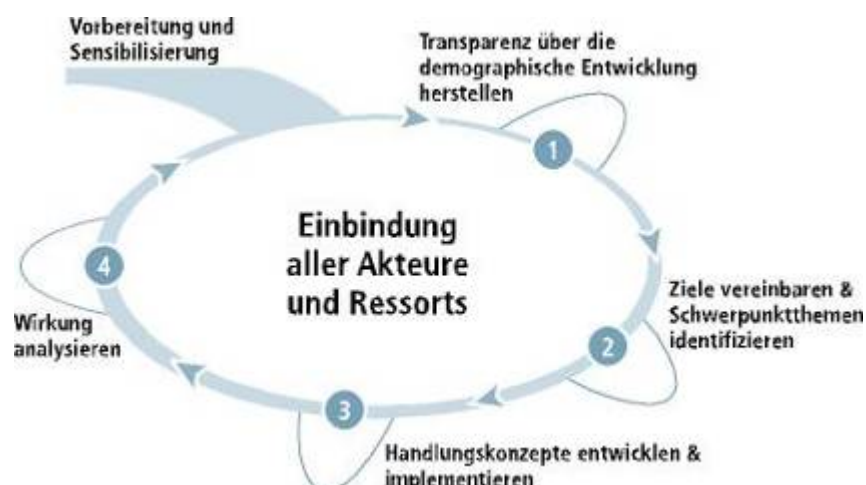 Vorbereitung und
Sensibilisierung
Transparenz über die
demographische Entwicklung
herstellen
1
Einbindung
aller Akteure
und Ressorts
4
Ziele vereinbaren &
Schwerpunktthemen
identifizieren
2
Wirkung
analysieren
3
Handlungskonzepte entwickeln &
implementieren